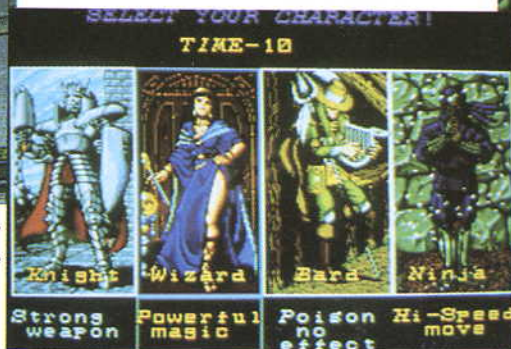 SELECT YOUR CHARACTER!
TIME-10
Knight
Wizard
Bard
Ninja
Strong
weapon
Powerful
magic
Poison
no
effect
Hi-Speed
move